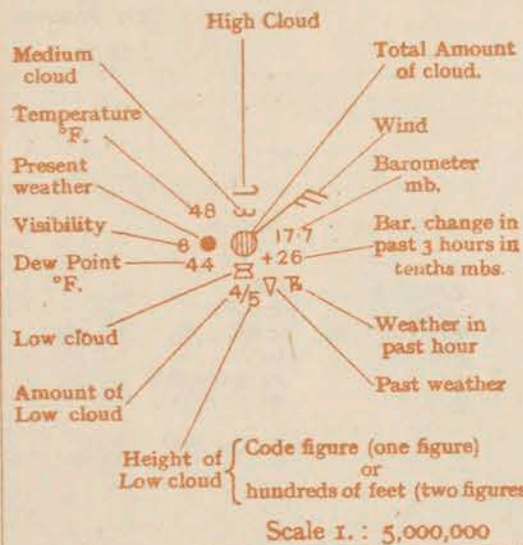 High Cloud
Medium
cloud
Total Amount
of cloud.
Temperature
°F.
Wind
Present
weather
Barometer
mb.
48
Visibility
8
17.7
Bar. change in
past 3 hours in
tenths mbs.
Dew Point
°F.
44
+26
4/5
Low cloud
Weather in
past hour
Amount of
Low cloud
Past weather
Height of
Low cloud
Code figure (one figure)
or
hundreds of feet (two figures
Scale 1. : 5,000,000